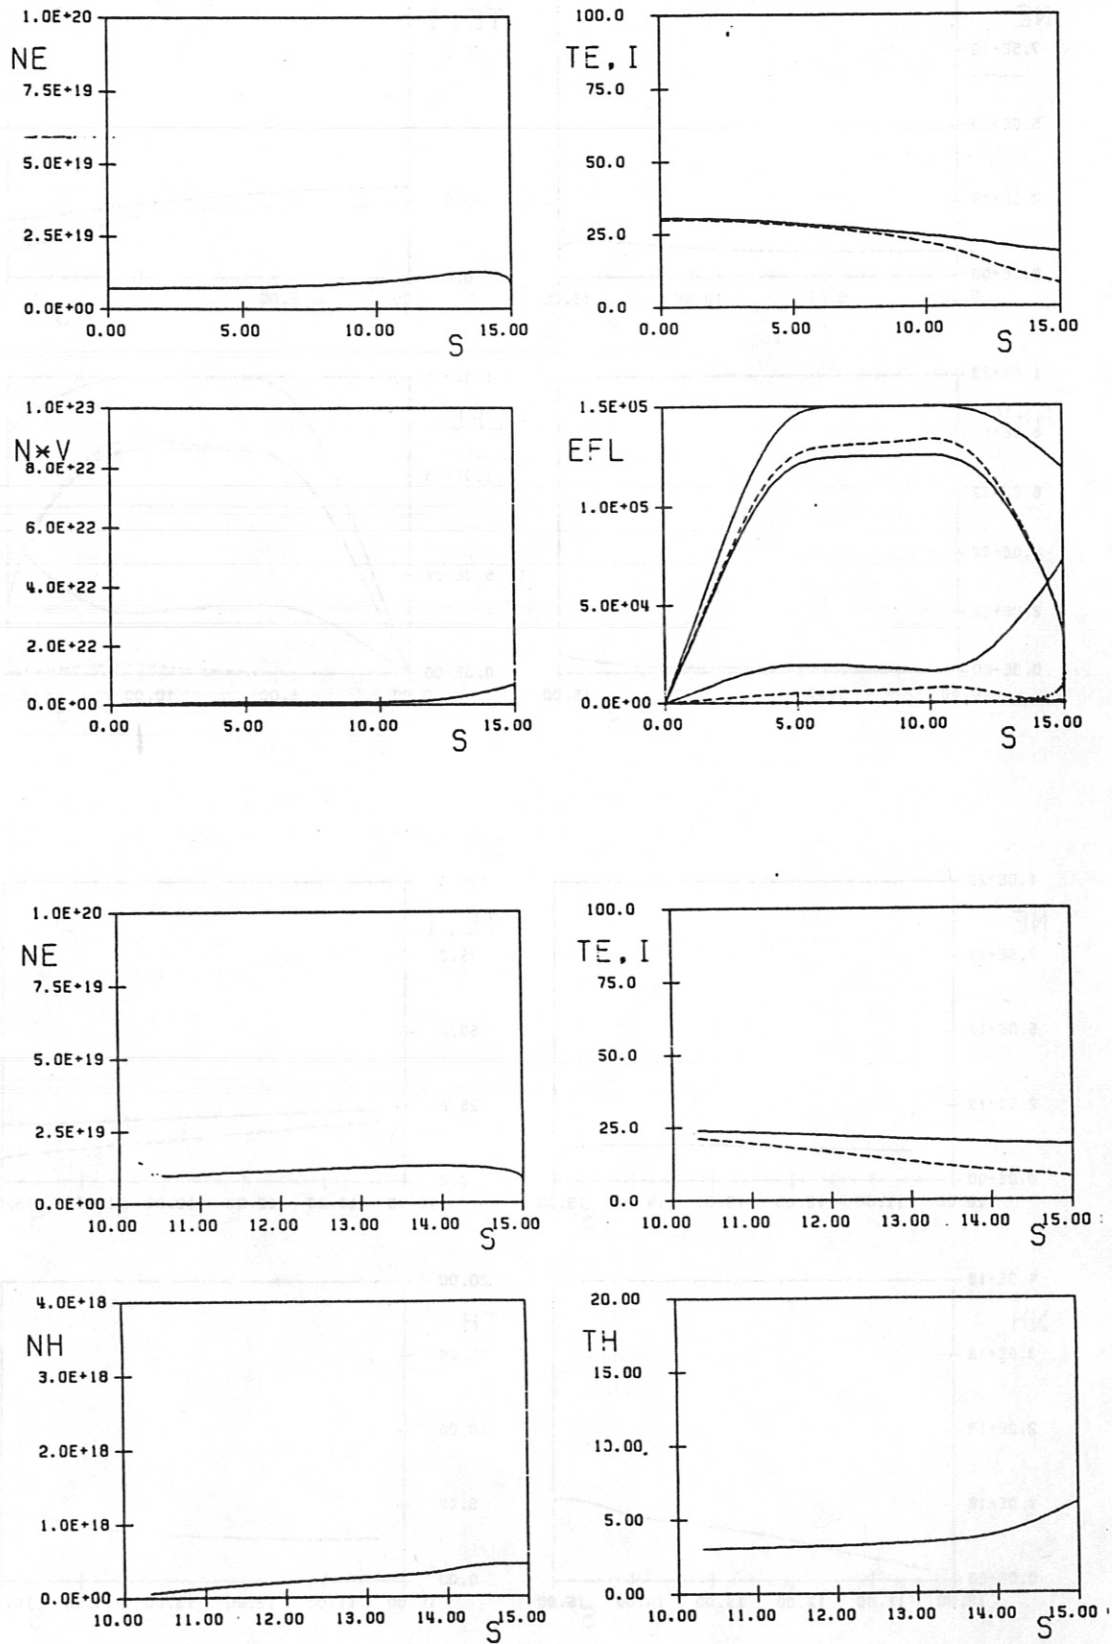 1.0E+20
NE
7.5E+19
5.0E+19
2.5E+19
0.0E+00
0.00 5.00 10.00 15.00
S
100.0
TE, I
75.0
50.0
25.0
0.0
0.00 5.00 10.00 15.00
S
1.0E+23
N*V
8.0E+22
6.0E+22
4.0E+22
2.0E+22
0.0E+00
0.00 5.00 10.00 15.00
S
1.5E+05
EFL
1.0E+05
5.0E+04
0.0E+00
0.00 5.00 10.00 15.00
S
1.0E+20
NE
7.5E+19
5.0E+19
2.5E+19
0.0E+00
10.00 11.00 12.00 13.00 14.00 15.00
S
100.0
TE, I
75.0
50.0
25.0
0.0
10.00 11.00 12.00 13.00 14.00 15.00
S
4.0E+18
NH
3.0E+18
2.0E+18
1.0E+18
0.0E+00
10.00 11.00 12.00 13.00 14.00 15.00
S
20.00
TH
15.00
10.00
5.00
0.00
10.00 11.00 12.00 13.00 14.00 15.00
S